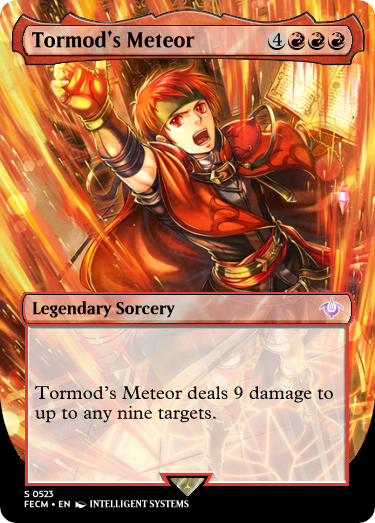 Tormod's Meteor 4
Legendary Sorcery
Tormod's Meteor deals 9 damage to
up to any nine targets.
S 0523
FECM • EN INTELLIGENT SYSTEMS